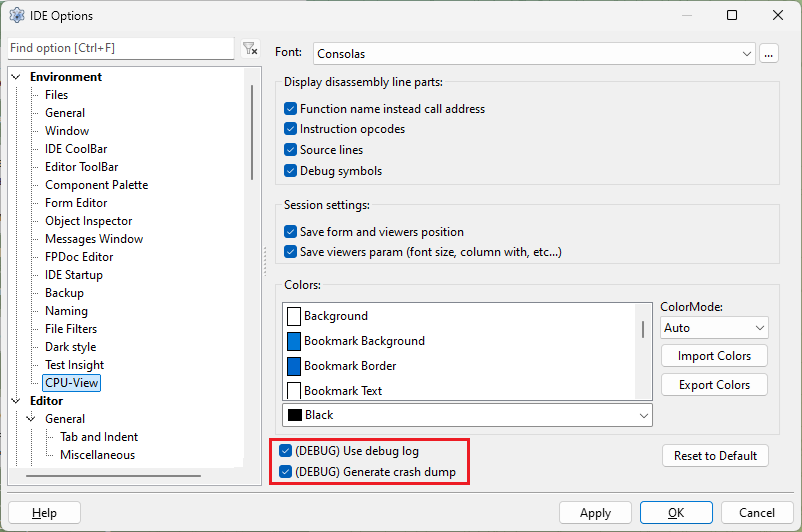 IDE Options
Find option [Ctrl+F]
Environment
Files
General
Window
IDE CoolBar
Editor ToolBar
Component Palette
Form Editor
Object Inspector
Messages Window
FPDoc Editor
IDE Startup
Backup
Naming
File Filters
Dark style
Test Insight
CPU-View
Editor
General
Tab and Indent
Miscellaneous
Font:
Consolas
...
Display disassembly line parts:
Function name instead call address
Instruction opcodes
Source lines
Debug symbols
Session settings:
Save form and viewers position
Save viewers param (font size, column with, etc...)
Colors:
Background
Bookmark Background
Bookmark Border
Bookmark Text
Black
ColorMode:
Auto
Import Colors
Export Colors
(DEBUG) Use debug log
(DEBUG) Generate crash dump
Reset to Default
Help
Apply
OK
Cancel